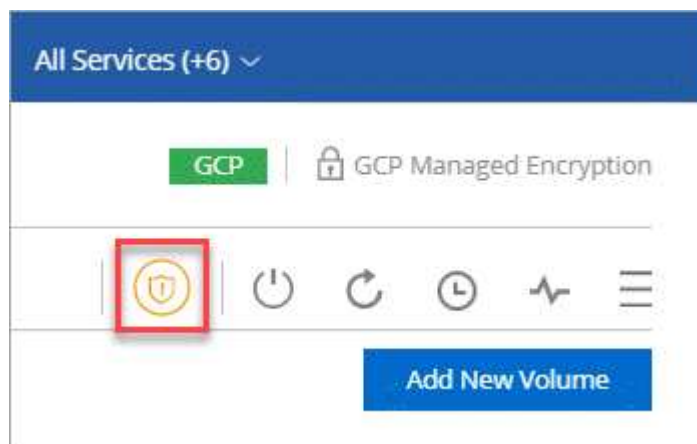 All Services (+6)
GCP GCP Managed Encryption
Add New Volume